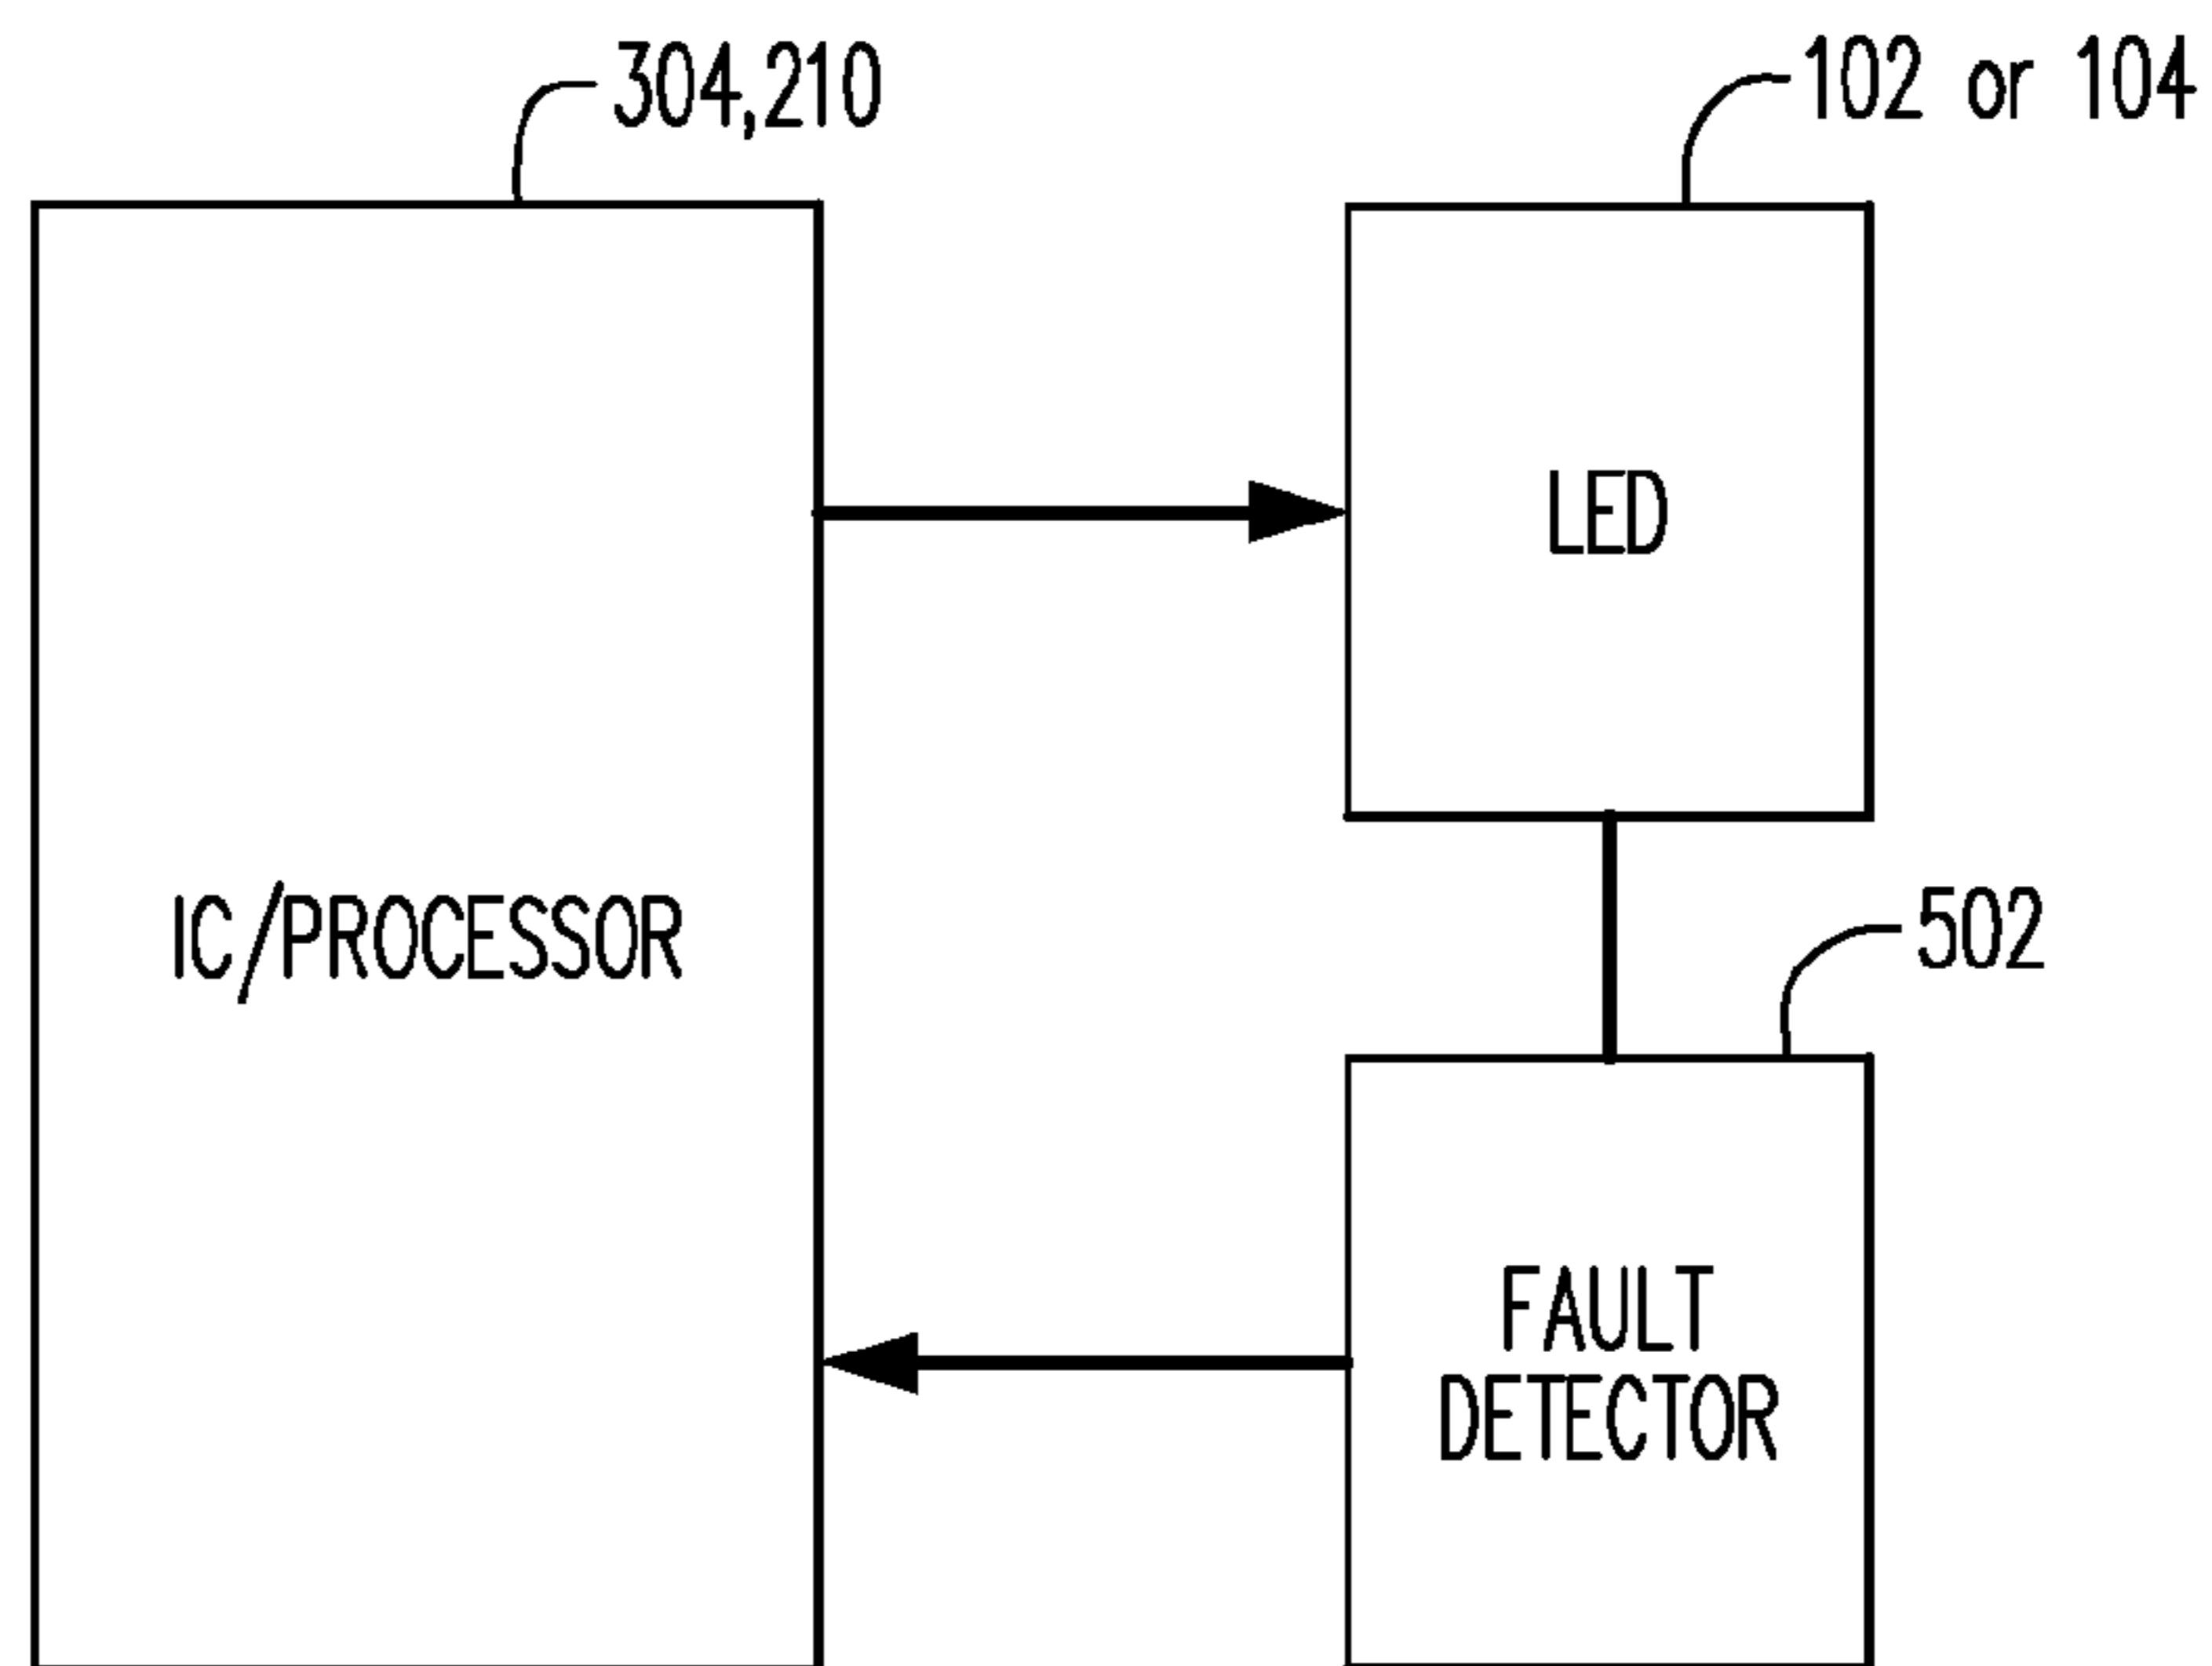 304,210
102 or 104
LED
IC/PROCESSOR
502
FAULT
DETECTOR